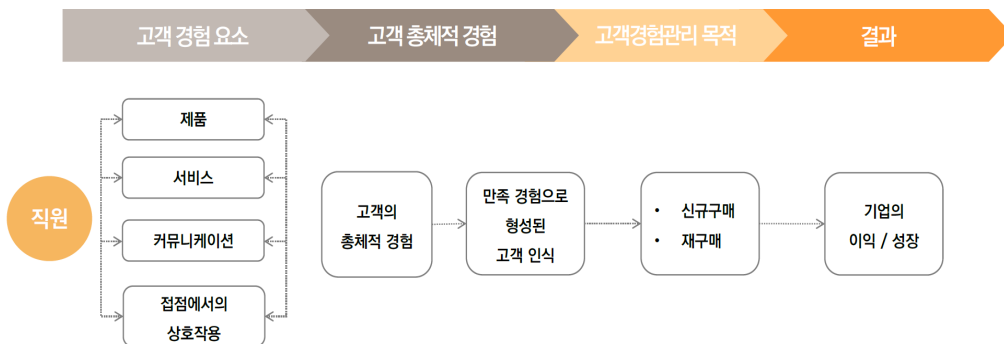 고객 경험 요소
고객 총체적 경험
고객경험관리 목적
결과
직원
제품
서비스
커뮤니케이션
접점에서의
상호작용
고객의
총체적 경험
만족 경험으로
형성된
고객 인식
• 신규구매
• 재구매
기업의
이익 / 성장